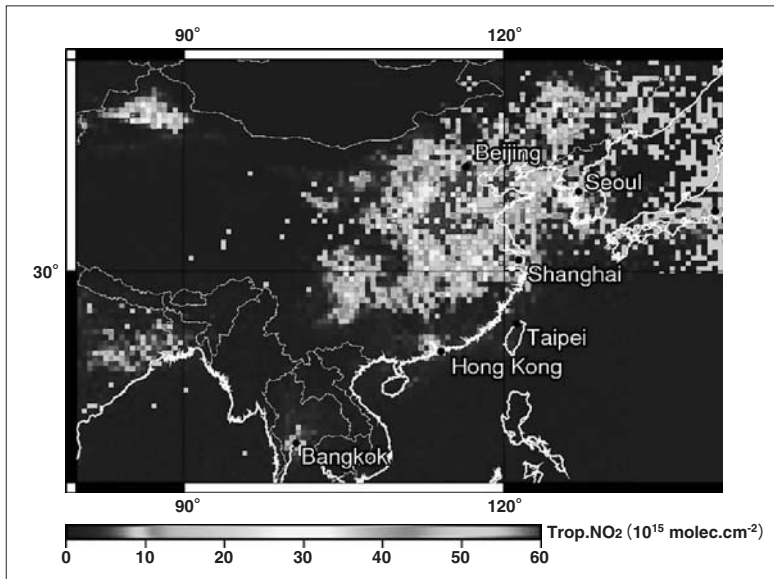 90° 120°
Beijing
Seoul
30°
Shanghai
Taipei
Hong Kong
Bangkok
90° 120°
Trop.NO₂ (10¹⁵ molec.cm⁻²)
0 10 20 30 40 50 60